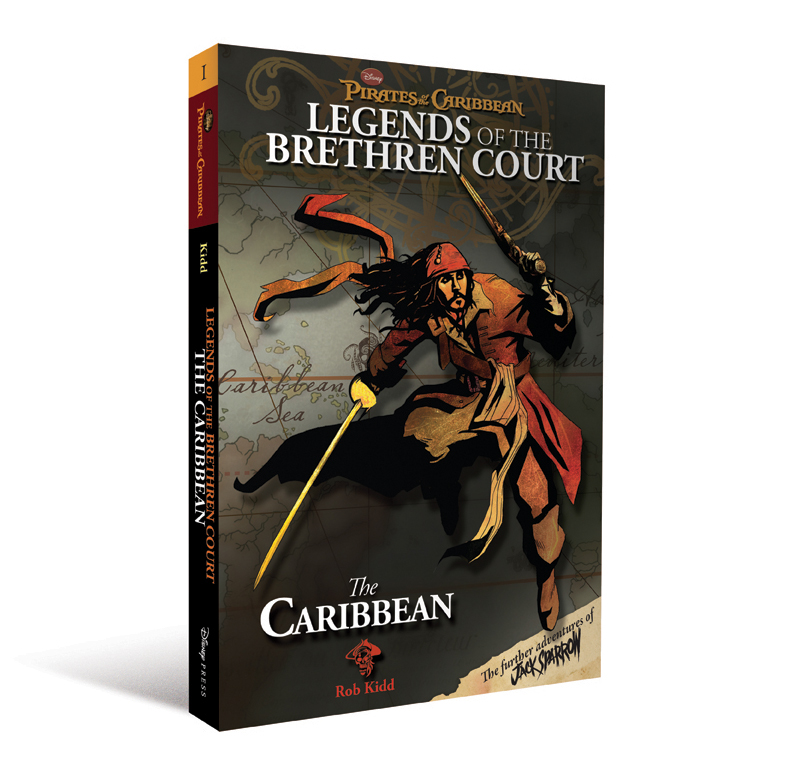 I
Disney
PIRATES of the CARIBBEAN
Kidd
LEGENDS OF THE BRETHREN COURT
THE CARIBBEAN
Disney PRESS
Disney
PIRATES of the CARIBBEAN
LEGENDS OF THE
BRETHREN COURT
Caribbean
Sea
The
CARIBBEAN
Rob Kidd
The further adventures of
JACK SPARROW